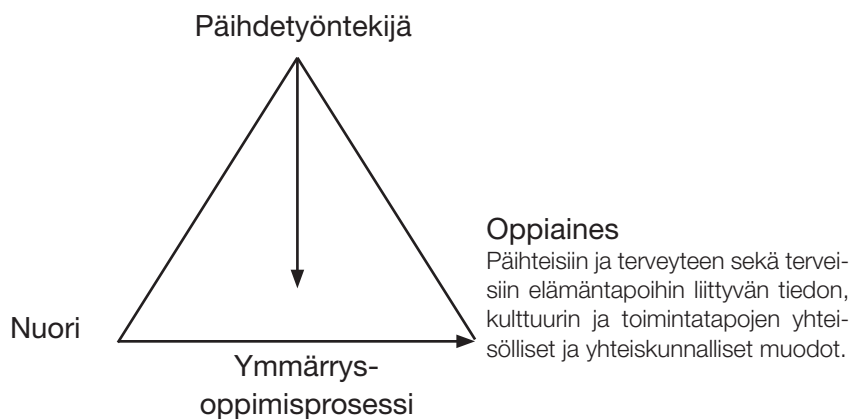 Päihdetyöntekijä
Oppiaines
Päihteisiin ja terveyteen sekä tervei-
siin elämäntapoihin liittyvän tiedon,
kulttuurin ja toimintatapojen yhtei-
sölliset ja yhteiskunnalliset muodot.
Nuori
Ymmärrys-
oppimisprosessi